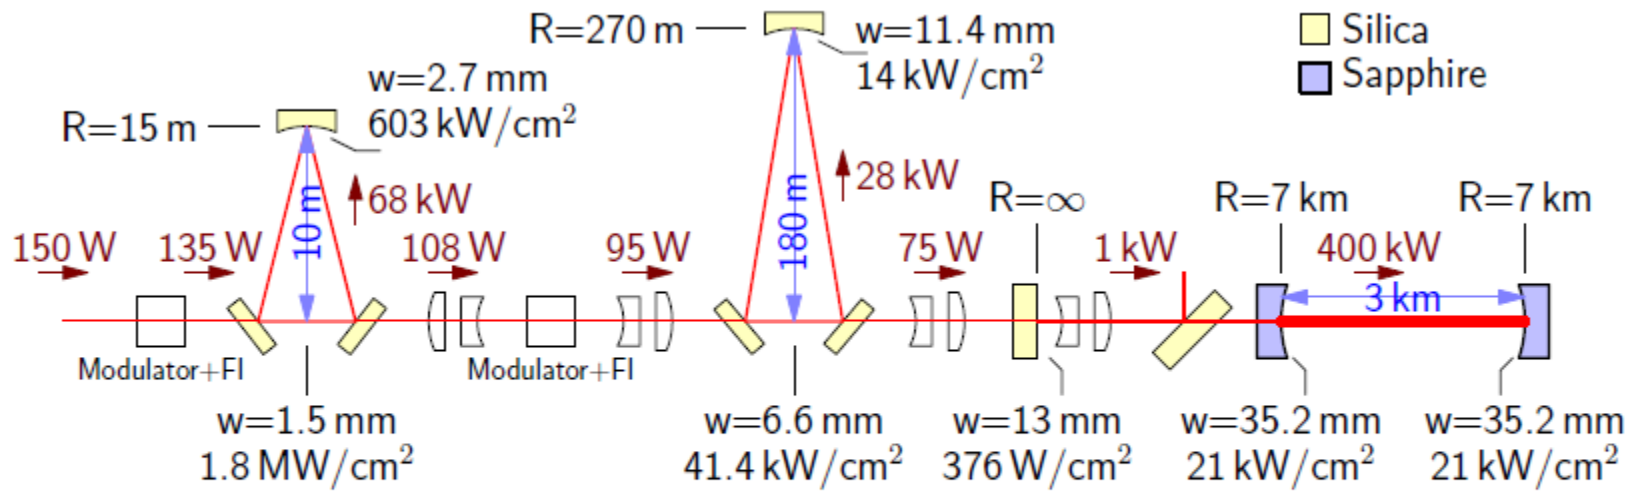 R=270 m
w=11.4 mm
14 kW/cm²
Silica
Sapphire
w=2.7 mm
603 kW/cm²
R=15 m
10 m
68 kW
180 m
28 kW
R=∞
R=7 km
R=7 km
150 W
135 W
108 W
95 W
75 W
1 kW
400 kW
3 km
Modulator+FI
Modulator+FI
w=1.5 mm
1.8 MW/cm²
w=6.6 mm
41.4 kW/cm²
w=13 mm
376 W/cm²
w=35.2 mm
21 kW/cm²
w=35.2 mm
21 kW/cm²